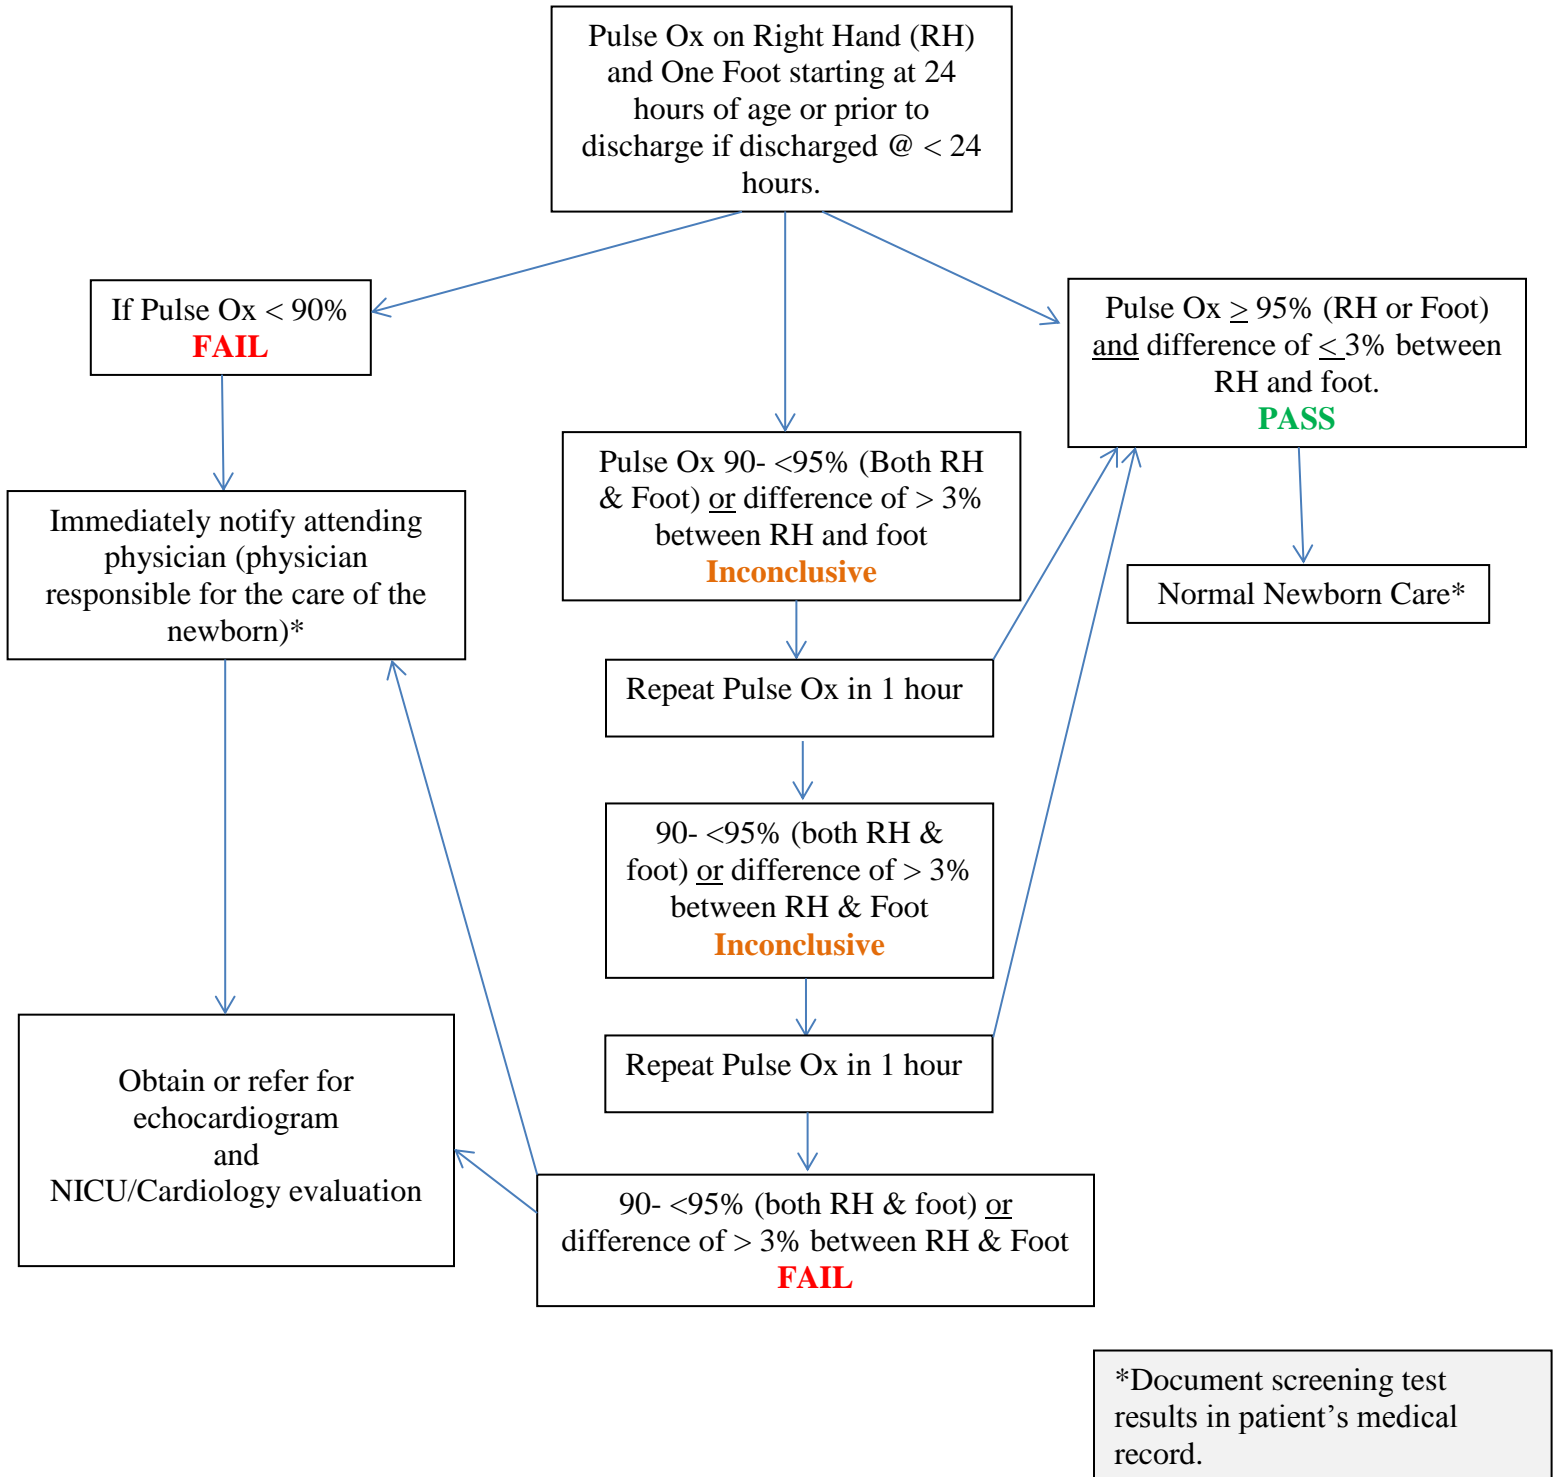 Pulse Ox on Right Hand (RH)
and One Foot starting at 24
hours of age or prior to
discharge if discharged @ < 24
hours.
If Pulse Ox < 90%
FAIL
Pulse Ox > 95% (RH or Foot)
and difference of < 3% between
RH and foot.
PASS
Pulse Ox 90- <95% (Both RH
& Foot) or difference of > 3%
between RH and foot
Inconclusive
Immediately notify attending
physician (physician
responsible for the care of the
newborn)*
Normal Newborn Care*
Repeat Pulse Ox in 1 hour
90- <95% (both RH &
foot) or difference of > 3%
between RH & Foot
Inconclusive
Repeat Pulse Ox in 1 hour
Obtain or refer for
echocardiogram
and
NICU/Cardiology evaluation
90- <95% (both RH & foot) or
difference of > 3% between RH & Foot
FAIL
*Document screening test
results in patient’s medical
record.